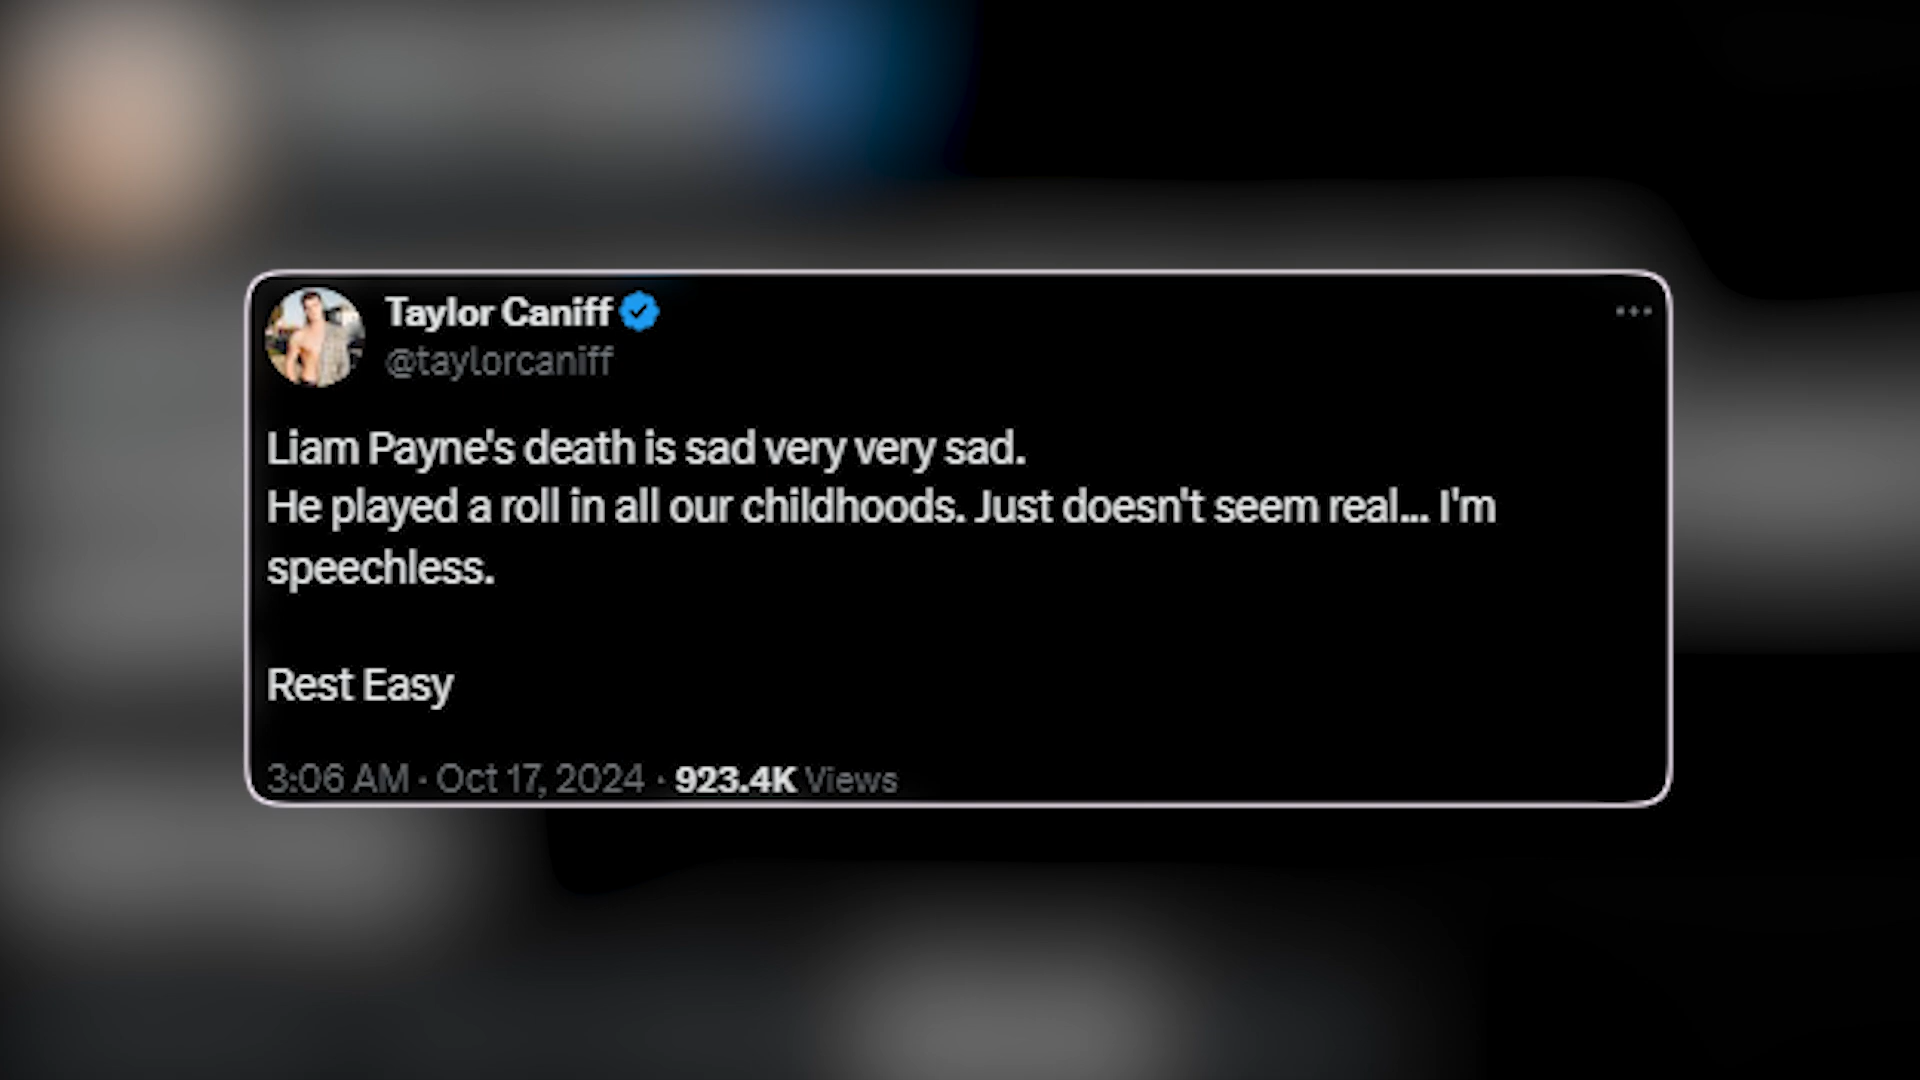 Taylor Caniff
@taylorcaniff
Liam Payne's death is sad very very sad.
He played a roll in all our childhoods. Just doesn't seem real... I'm
speechless.
Rest Easy
3:06 AM · Oct 17, 2024 · 923.4K Views